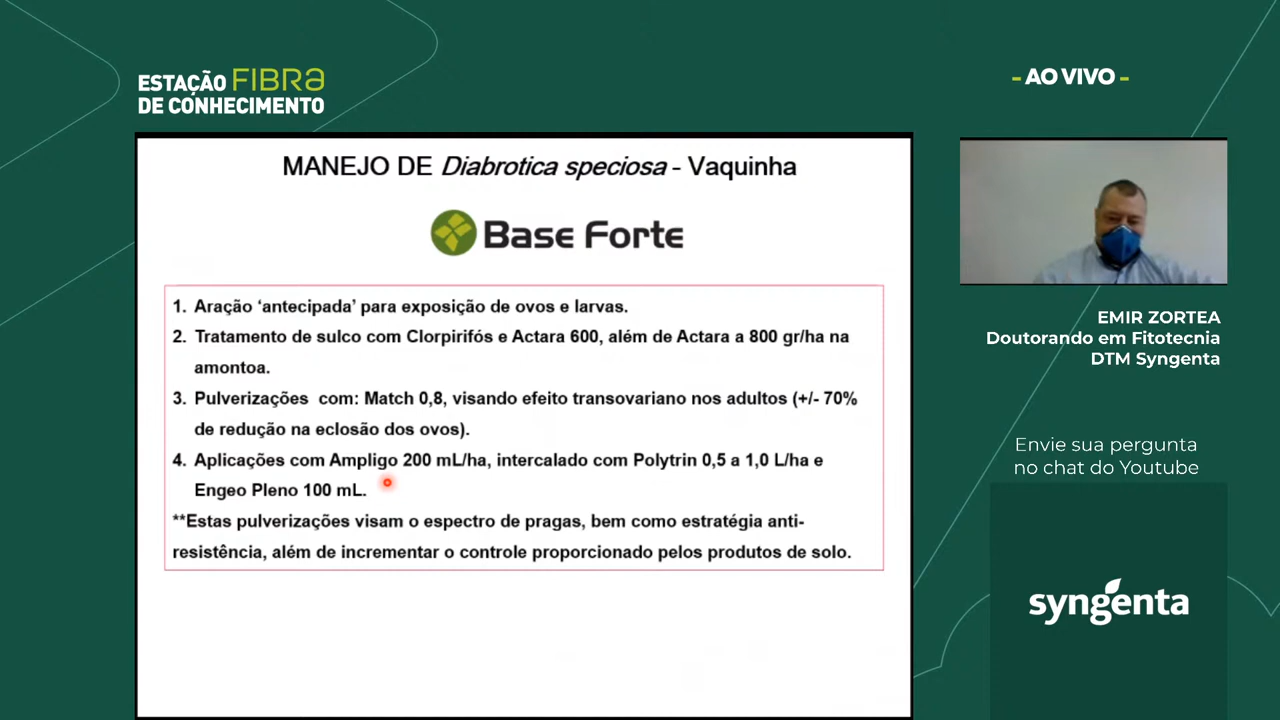 ESTAÇÃO FIBRA
DE CONHECIMENTO
- AO VIVO -
MANEJO DE Diabrotica speciosa - Vaquinha
Base Forte
1. Aração ‘antecipada’ para exposição de ovos e larvas.
2. Tratamento de sulco com Clorpirifós e Actara 600, além de Actara a 800 gr/ha na
amontoa.
3. Pulverizações com: Match 0,8, visando efeito transovariano nos adultos (+/- 70%
de redução na eclosão dos ovos).
4. Aplicações com Ampligo 200 mL/ha, intercalado com Polytrin 0,5 a 1,0 L/ha e
Engeo Pleno 100 mL.
**Estas pulverizações visam o espectro de pragas, bem como estratégia anti-
resistência, além de incrementar o controle proporcionado pelos produtos de solo.
EMIR ZORTEA
Doutorando em Fitotecnia
DTM Syngenta
Envie sua pergunta
no chat do Youtube
syngenta